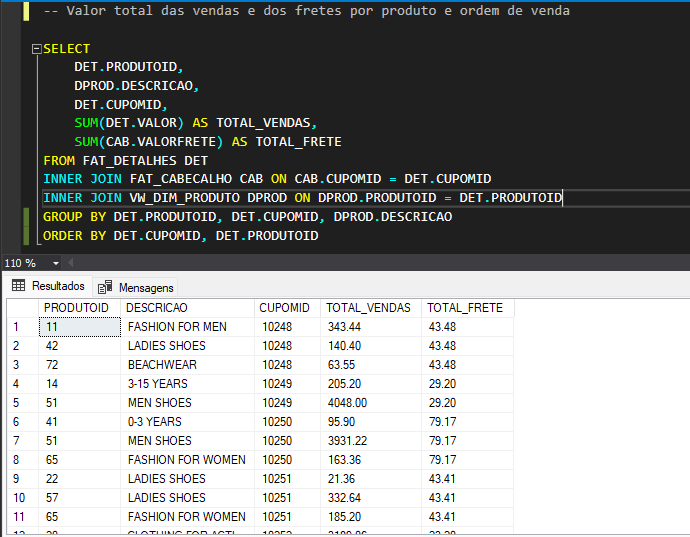 -- Valor total das vendas e dos fretes por produto e ordem de venda
SELECT
DET.PRODUTOID,
DPROD.DESCRICAO,
DET.CUPOMID,
SUM(DET.VALOR) AS TOTAL_VENDAS,
SUM(CAB.VALORFRETE) AS TOTAL_FRETE
FROM FAT_DETALHES DET
INNER JOIN FAT_CABECALHO CAB ON CAB.CUPOMID = DET.CUPOMID
INNER JOIN VW_DIM_PRODUTO DPROD ON DPROD.PRODUTOID = DET.PRODUTOID
GROUP BY DET.PRODUTOID, DET.CUPOMID, DPROD.DESCRICAO
ORDER BY DET.CUPOMID, DET.PRODUTOID
110 %
Resultados Mensagens
PRODUTOID DESCRICAO CUPOMID TOTAL_VENDAS TOTAL_FRETE
1 11 FASHION FOR MEN 10248 343.44 43.48
2 42 LADIES SHOES 10248 140.40 43.48
3 72 BEACHWEAR 10248 63.55 43.48
4 14 3-15 YEARS 10249 205.20 29.20
5 51 MEN SHOES 10249 4048.00 29.20
6 41 0-3 YEARS 10250 95.90 79.17
7 51 MEN SHOES 10250 3931.22 79.17
8 65 FASHION FOR WOMEN 10250 163.36 79.17
9 22 LADIES SHOES 10251 21.36 43.41
10 57 LADIES SHOES 10251 332.64 43.41
11 65 FASHION FOR WOMEN 10251 185.20 43.41